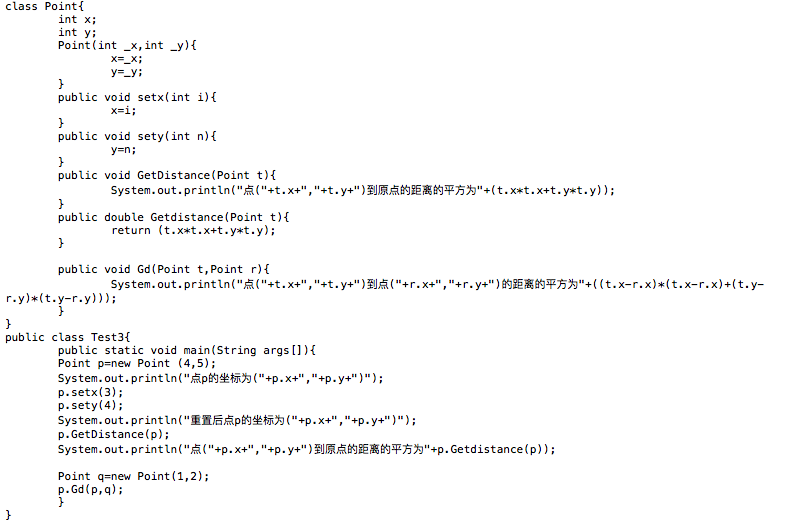 class Point{
int x;
int y;
Point(int _x,int _y){
x=_x;
y=_y;
}
public void setx(int i){
x=i;
}
public void sety(int n){
y=n;
}
public void GetDistance(Point t){
System.out.println("点("+t.x+","+t.y+")到原点的距离的平方为"+(t.x*t.x+t.y*t.y));
}
public double Getdistance(Point t){
return (t.x*t.x+t.y*t.y);
}
public void Gd(Point t,Point r){
System.out.println("点("+t.x+","+t.y+")到点("+r.x+","+r.y+")的距离的平方为"+((t.x-r.x)*(t.x-r.x)+(t.y-
r.y)*(t.y-r.y)));
}
}
public class Test3{
public static void main(String args[]){
Point p=new Point (4,5);
System.out.println("点p的坐标为("+p.x+","+p.y+")");
p.setx(3);
p.sety(4);
System.out.println("重置后点p的坐标为("+p.x+","+p.y+")");
p.GetDistance(p);
System.out.println("点("+p.x+","+p.y+")到原点的距离的平方为"+p.Getdistance(p));
Point q=new Point(1,2);
p.Gd(p,q);
}
}